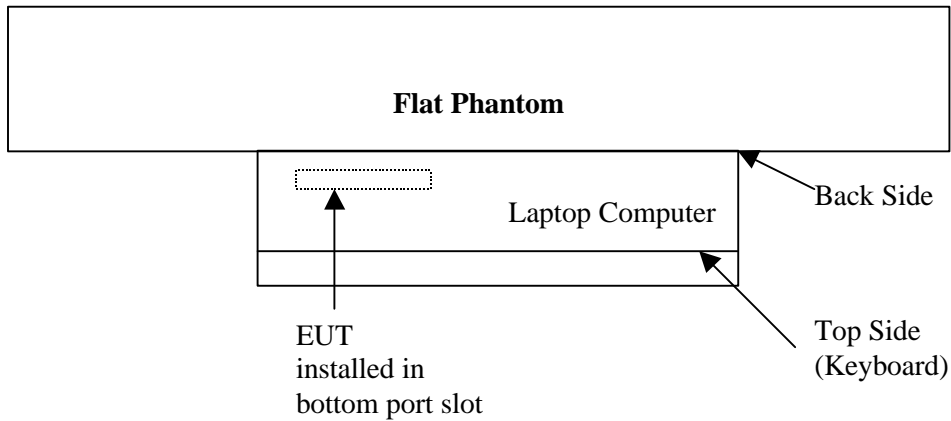 Flat Phantom
Back Side
Laptop Computer
EUT
installed in
bottom port slot
Top Side
(Keyboard)